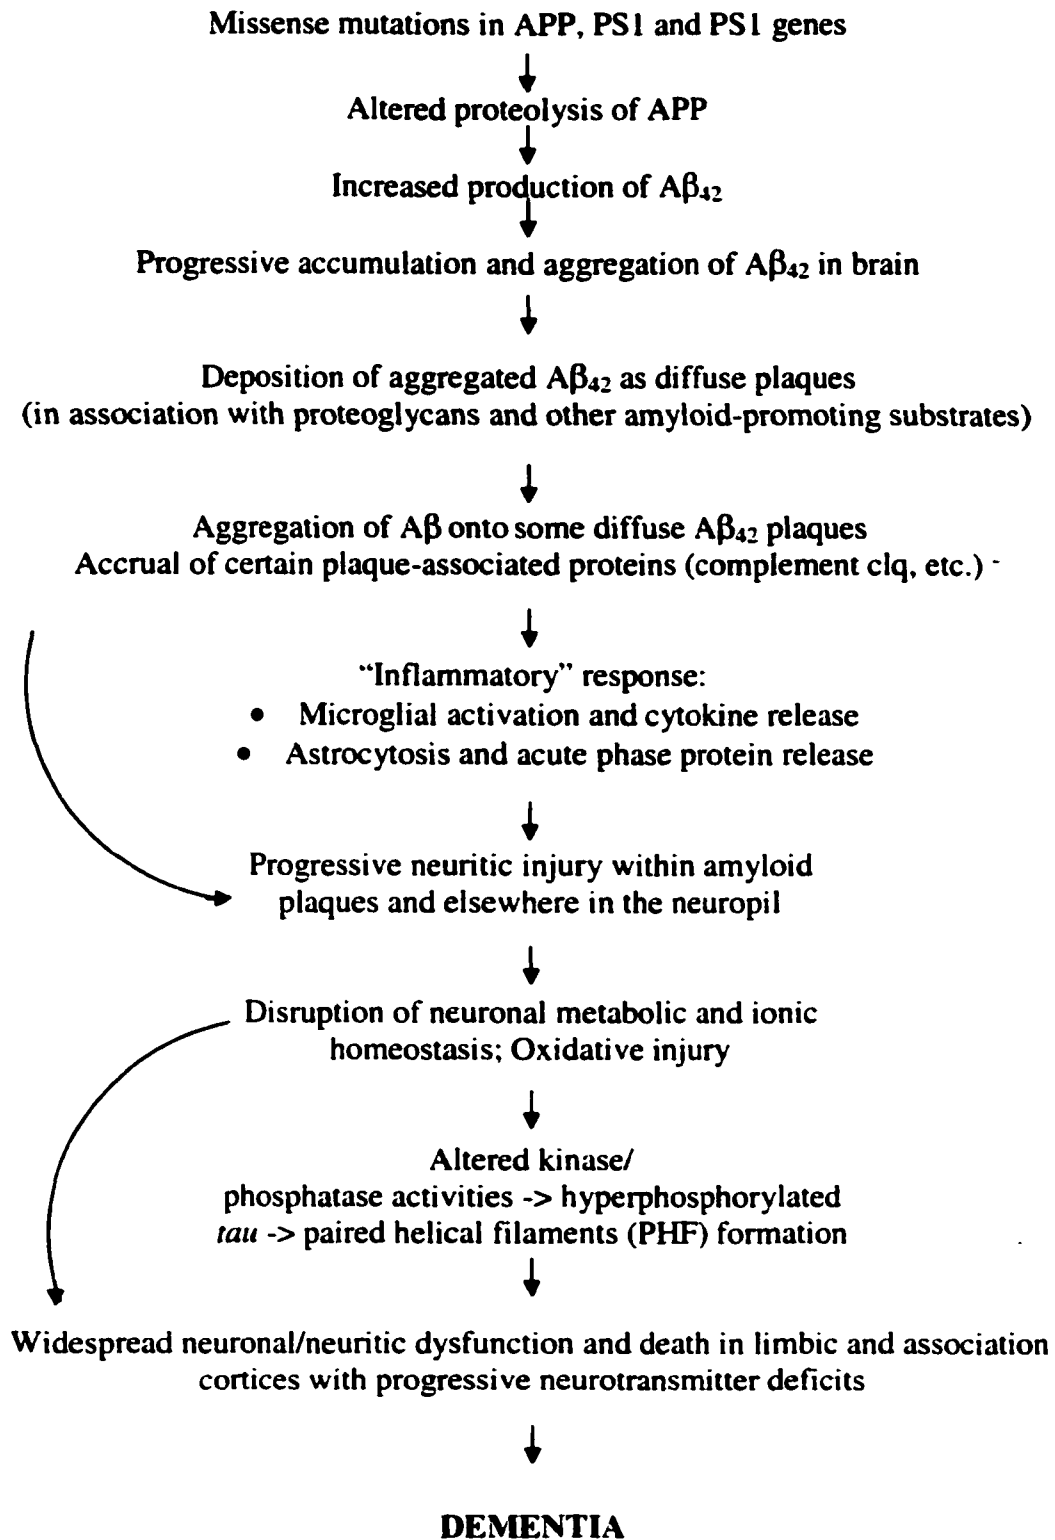 Missense mutations in APP, PS1 and PS1 genes
Altered proteolysis of APP
Increased production of Aβ₄₂
Progressive accumulation and aggregation of Aβ₄₂ in brain
Deposition of aggregated Aβ₄₂ as diffuse plaques
(in association with proteoglycans and other amyloid-promoting substrates)
Aggregation of Aβ onto some diffuse Aβ₄₂ plaques
Accrual of certain plaque-associated proteins (complement clq, etc.)
“Inflammatory” response:
• Microglial activation and cytokine release
• Astrocytosis and acute phase protein release
Progressive neuritic injury within amyloid
plaques and elsewhere in the neuropil
Disruption of neuronal metabolic and ionic
homeostasis; Oxidative injury
Altered kinase/
phosphatase activities -> hyperphosphorylated
tau -> paired helical filaments (PHF) formation
Widespread neuronal/neuritic dysfunction and death in limbic and association
cortices with progressive neurotransmitter deficits
DEMENTIA